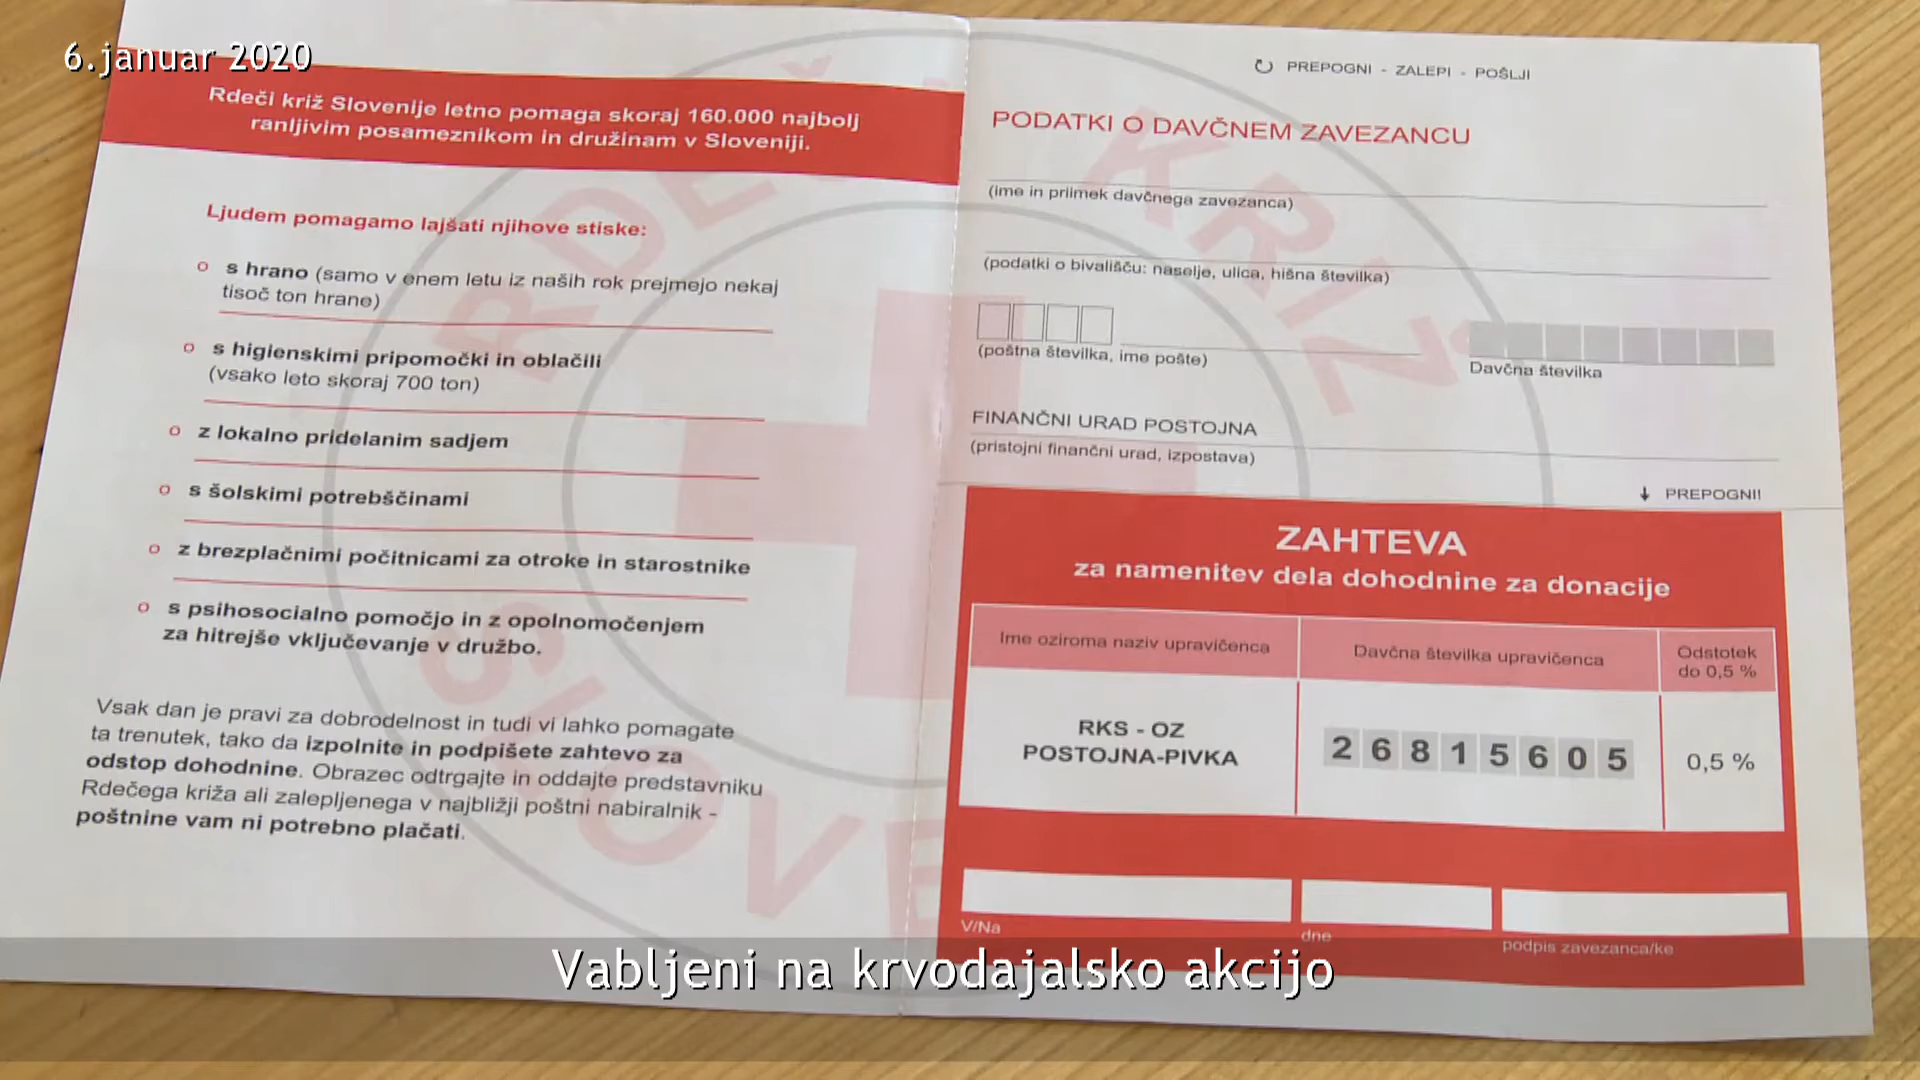 6.januar 2020
Rdeči križ Slovenije letno pomaga skoraj 160.000 najbolj
ranljivim posameznikom in družinam v Sloveniji.
Ljudem pomagamo lajšati njihove stiske:
o s hrano (samo v enem letu iz naših rok prejmejo nekaj
tisoč ton hrane)
o s higienskimi pripomočki in oblačili
(vsako leto skoraj 700 ton)
o z lokalno pridelanim sadjem
o s šolskimi potrebščinami
o z brezplačnimi počitnicami za otroke in starostnike
o s psihosocialno pomočjo in z opolnomočenjem
za hitrejše vključevanje v družbo.
Vsak dan je pravi za dobrodelnost in tudi vi lahko pomagate
ta trenutek, tako da izpolnite in podpišete zahtevo za
odstop dohodnine. Obrazec odtrgajte in oddajte predstavniku
Rdečega križa ali zalepljenega v najbližji poštni nabiralnik -
poštnine vam ni potrebno plačati.
PREPOGNI - ZALEPI - POŠLJI
PODATKI O DAVČNEM ZAVEZANCU
(ime in priimek davčnega zavezanca)
(podatki o bivališču: naselje, ulica, hišna številka)
(poštna številka, ime pošte)
Davčna številka
FINANČNI URAD POSTOJNA
(pristojni finančni urad, izpostava)
↓ PREPOGNI!
ZAHTEVA
za namenitev dela dohodnine za donacije
Ime oziroma naziv upravičenca
Davčna številka upravičenca
Odstotek
do 0,5 %
RKS - OZ
POSTOJNA-PIVKA
26815605
0,5 %
V/Na
dne
podpis zavezanca/ke
Vabljeni na krvodajalsko akcijo